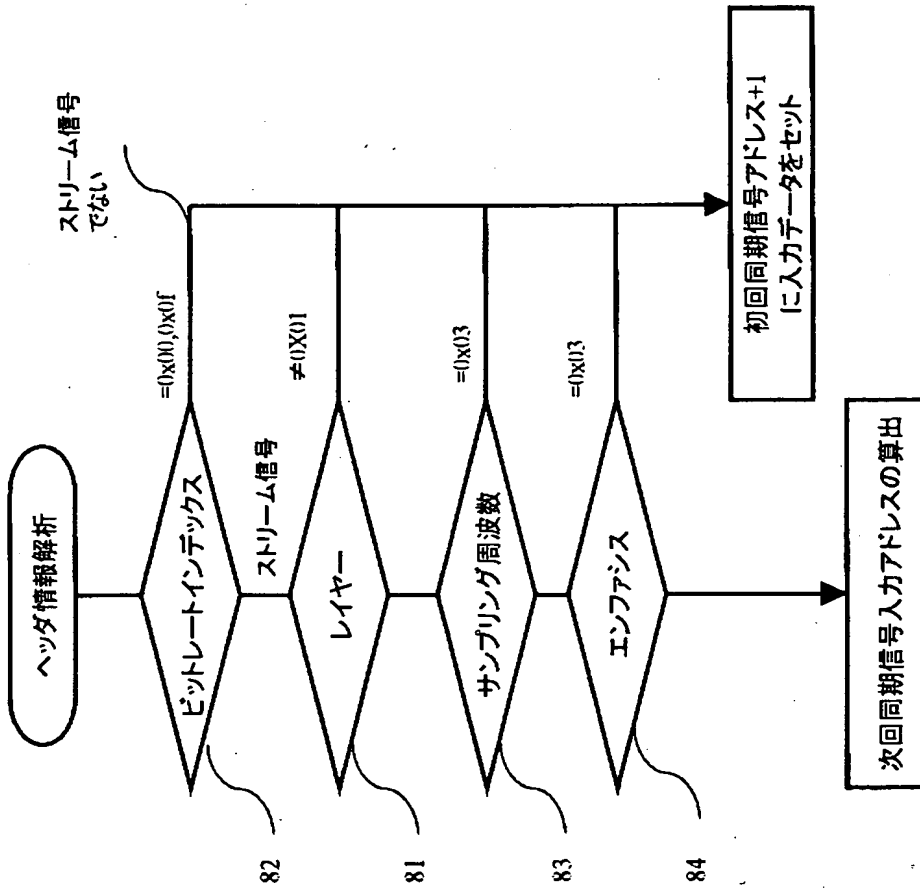 ヘッダ情報解析
ストリーム信号
でない
ビットレートインデックス
=0x00,0x0f
82
ストリーム信号
レイヤー
≠0X01
81
サンプリング周波数
=0x03
83
エンファシス
=0x03
84
初回同期信号アドレス+1
に入力データをセット
次回同期信号入力アドレスの算出